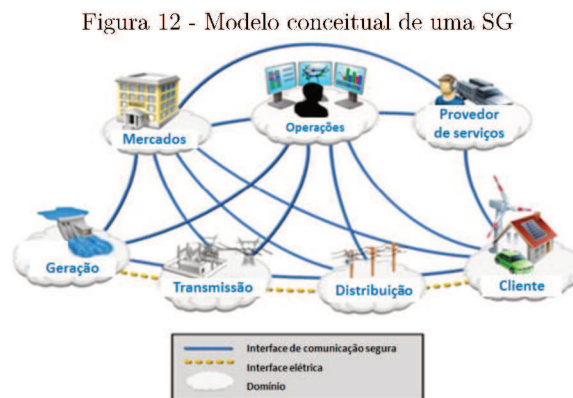 Figura 12 - Modelo conceitual de uma SG
Mercados
Operações
Provedor
de serviços
Geração
Transmissão
Distribuição
Cliente
Interface de comunicação segura
Interface elétrica
Domínio